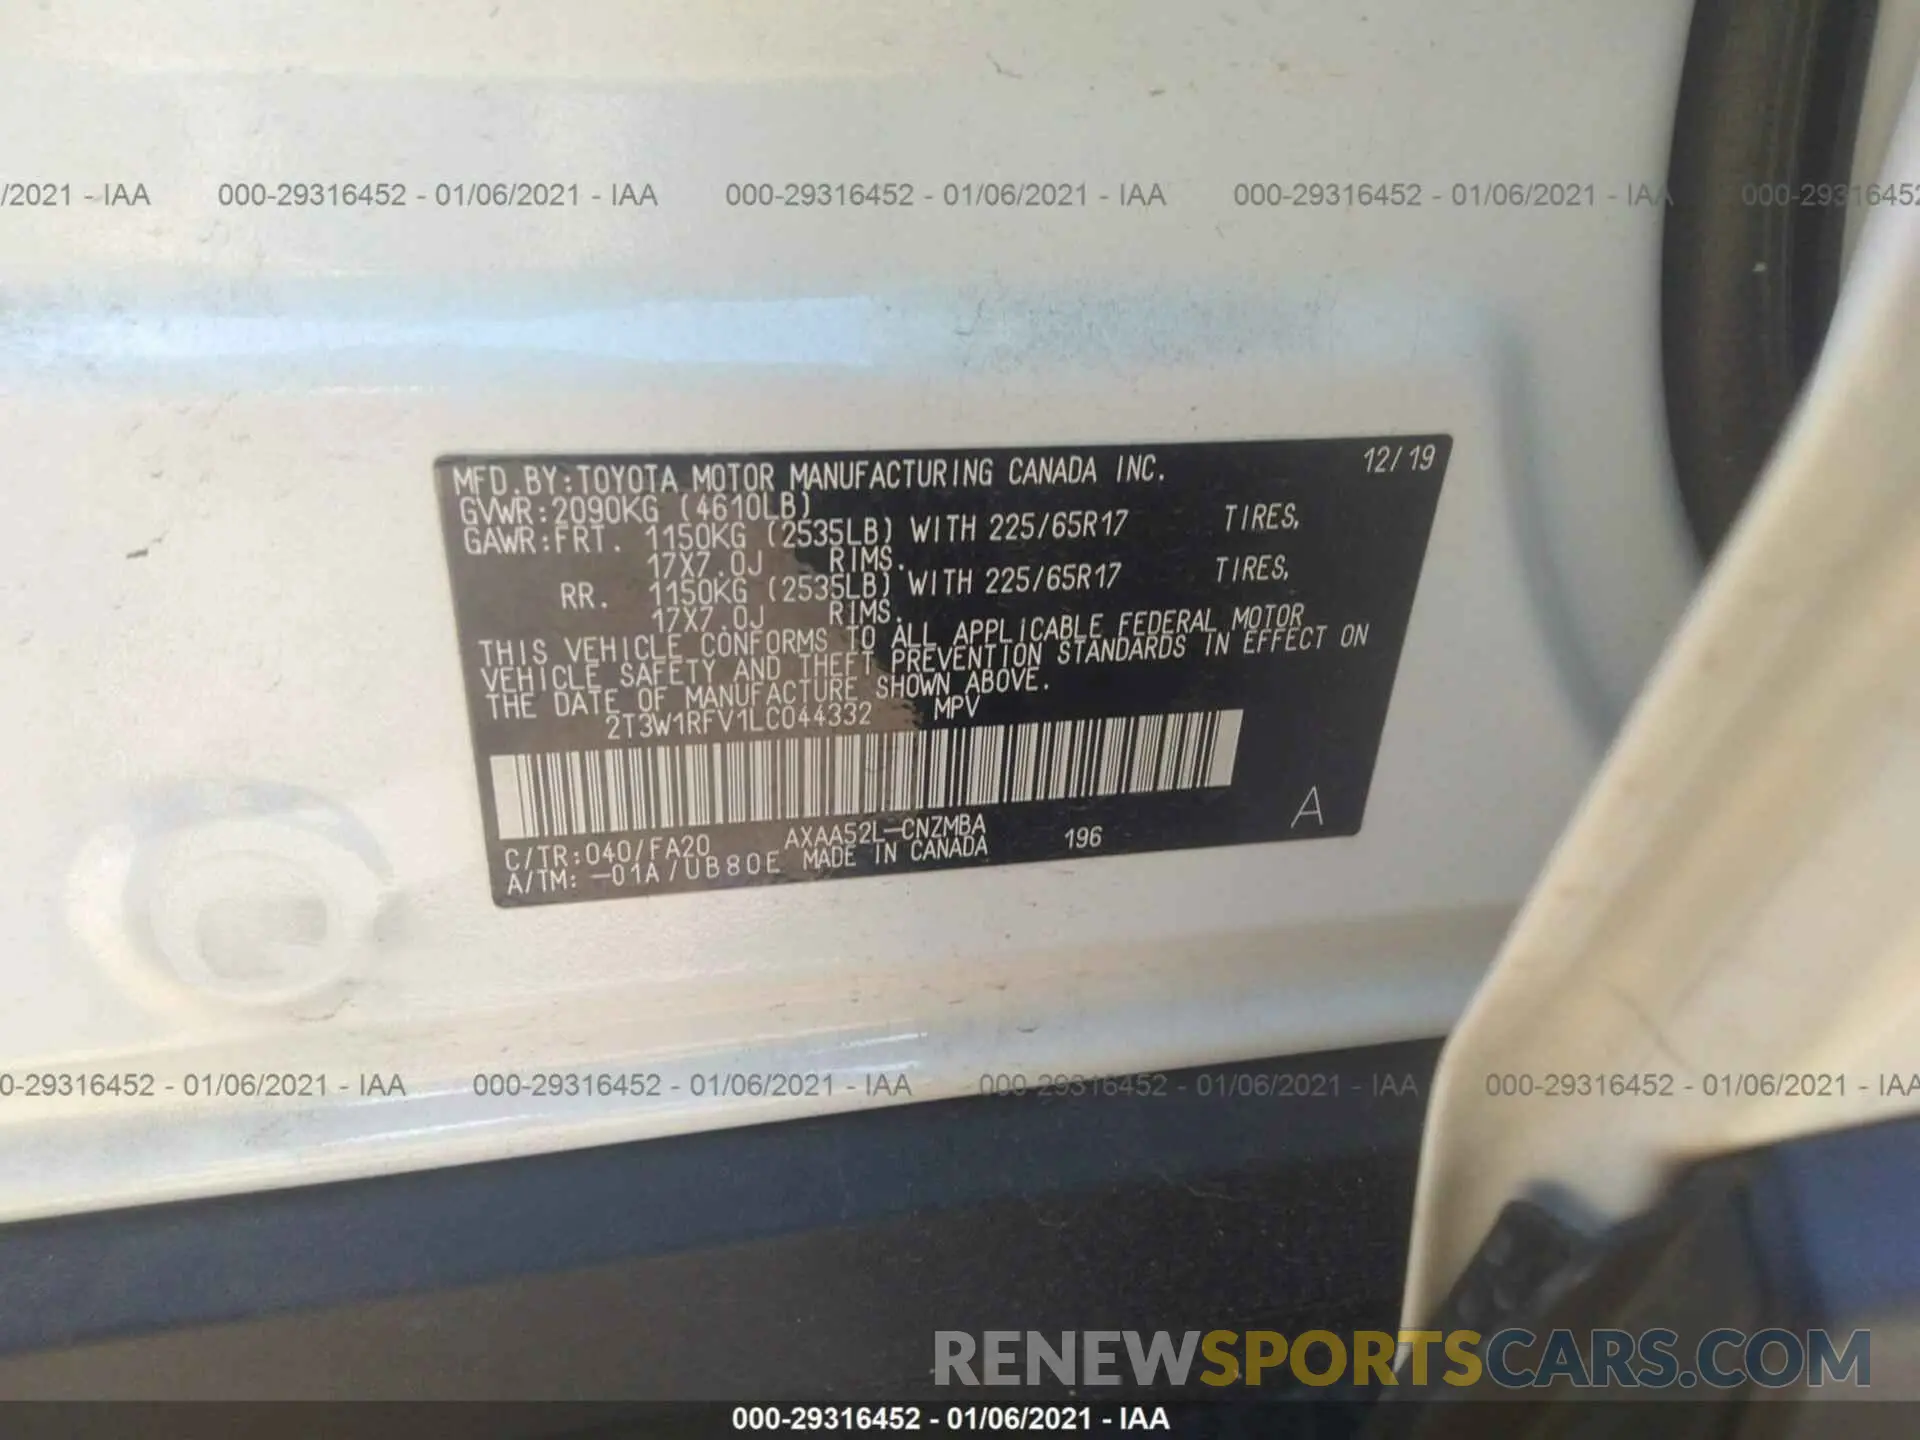 /2021 - IAA 000-29316452 - 01/06/2021 - IAA 000-29316452 - 01/06/2021 - IAA 000-29316452 - 01/06/2021 - IAA 000-29316452
MFD.BY:TOYOTA MOTOR MANUFACTURING CANADA INC. 12/19
GVWR:2090KG (4610LB)
GAWR:FRT. 1150KG (2535LB) WITH 225/65R17 TIRES,
17X7.0J RIMS.
RR. 1150KG (2535LB) WITH 225/65R17 TIRES,
17X7.0J RIMS.
THIS VEHICLE CONFORMS TO ALL APPLICABLE FEDERAL MOTOR
VEHICLE SAFETY AND THEFT PREVENTION STANDARDS IN EFFECT ON
THE DATE OF MANUFACTURE SHOWN ABOVE.
2T3W1RFV1LC044332 MPV
A
C/TR:040/FA20 AXAA52L-CNZMBA 196
A/TM: -01A/UB80E MADE IN CANADA
0-29316452 - 01/06/2021 - IAA 000-29316452 - 01/06/2021 - IAA 000-29316452 - 01/06/2021 - IAA 000-29316452 - 01/06/2021 - IAA
RENEWSPORTSCARS.COM
000-29316452 - 01/06/2021 - IAA